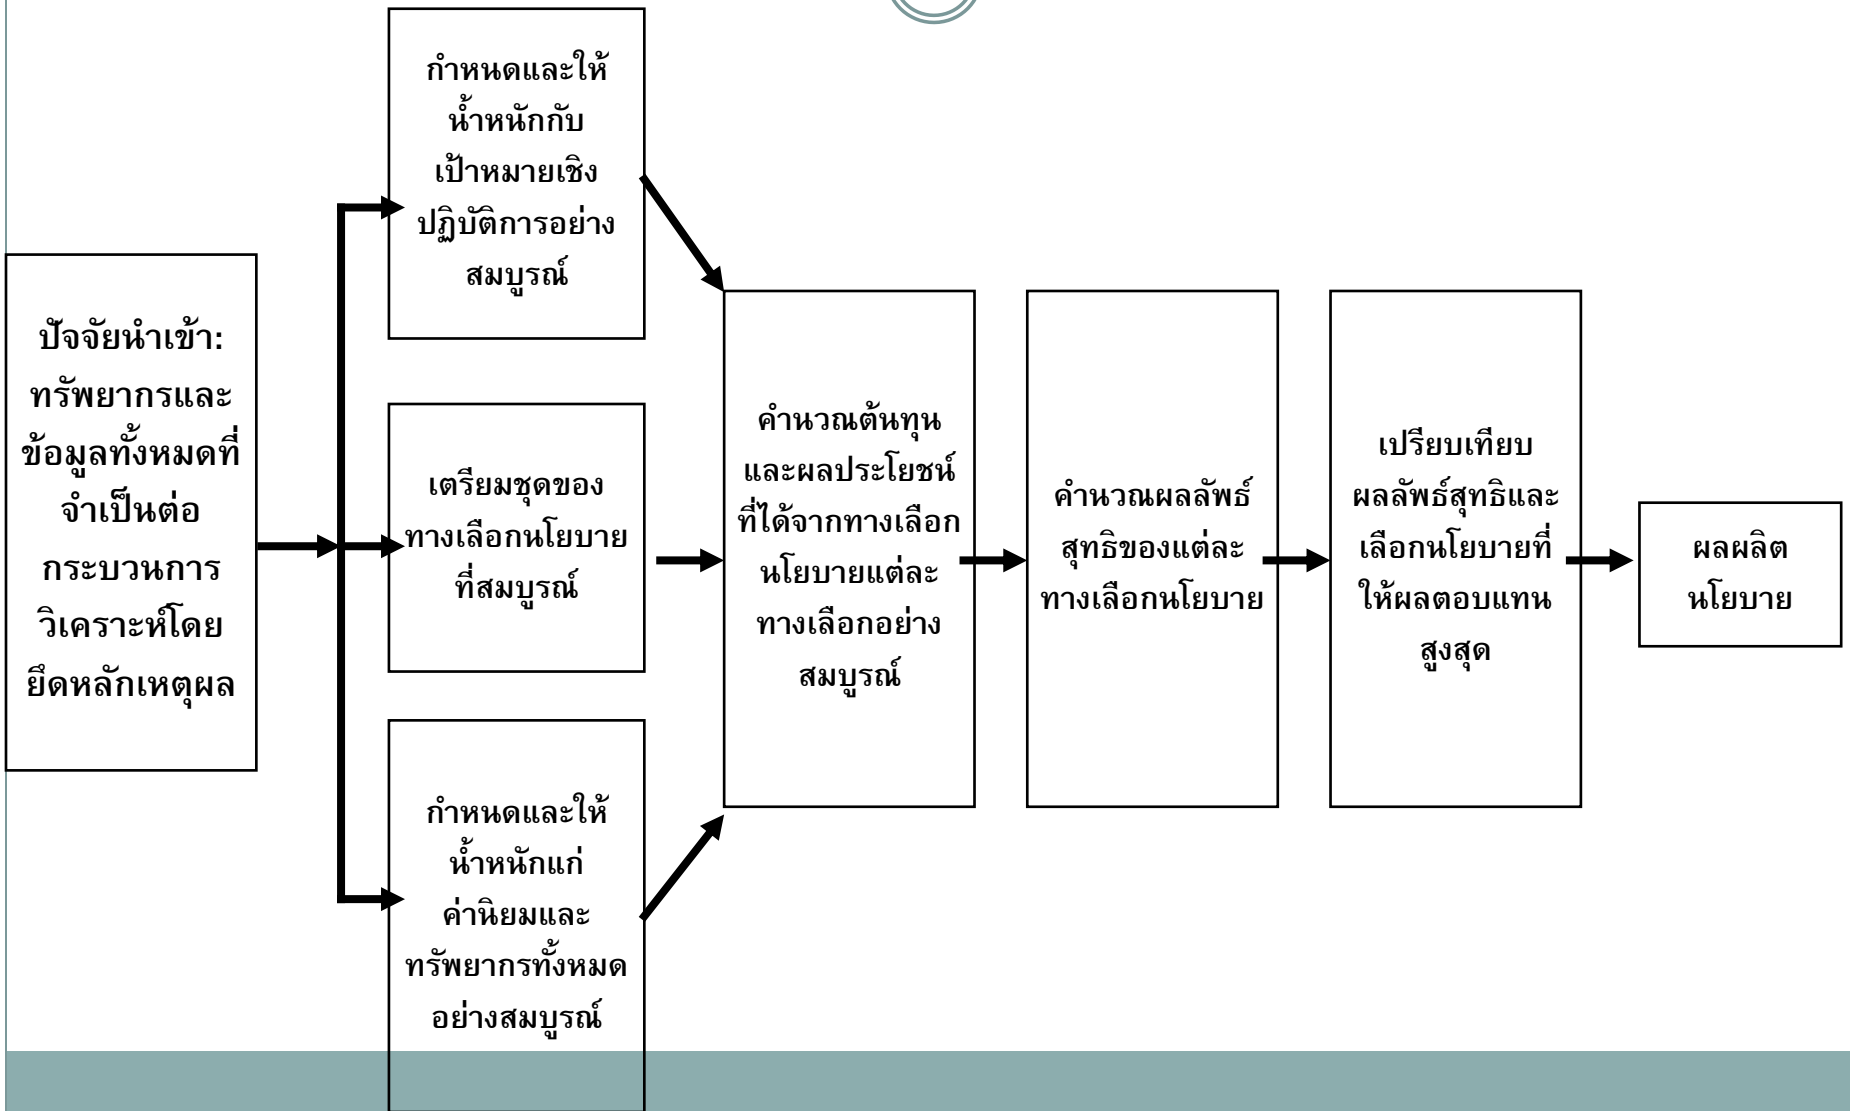 ปัจจัยนำเข้า:
ทรัพยากรและ
ข้อมูลทั้งหมดที่
จำเป็นต่อ
กระบวนการ
วิเคราะห์โดย
ยึดหลักเหตุผล
กำหนดและให้
น้ำหนักกับ
เป้าหมายเชิง
ปฏิบัติการอย่าง
สมบูรณ์
เตรียมชุดของ
ทางเลือกนโยบาย
ที่สมบูรณ์
กำหนดและให้
น้ำหนักแก่
ค่านิยมและ
ทรัพยากรทั้งหมด
อย่างสมบูรณ์
คำนวณต้นทุน
และผลประโยชน์
ที่ได้จากทางเลือก
นโยบายแต่ละ
ทางเลือกอย่าง
สมบูรณ์
คำนวณผลลัพธ์
สุทธิของแต่ละ
ทางเลือกนโยบาย
เปรียบเทียบ
ผลลัพธ์สุทธิและ
เลือกนโยบายที่
ให้ผลตอบแทน
สูงสุด
ผลผลิต
นโยบาย